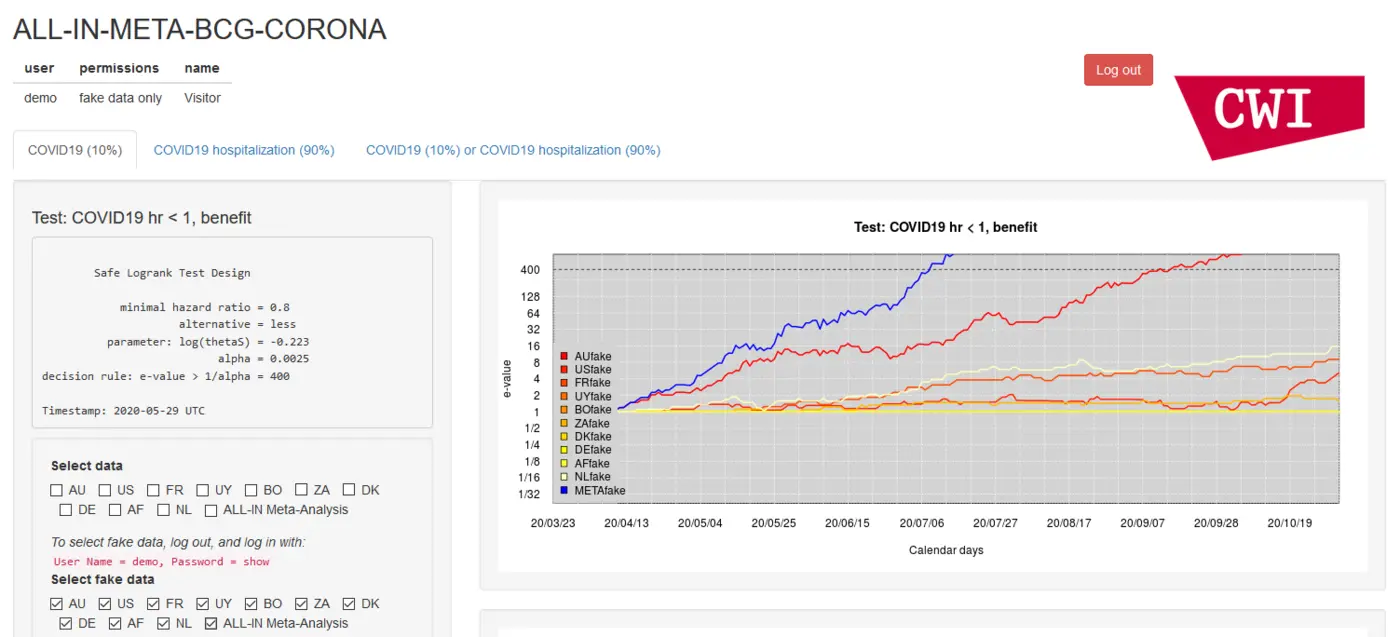 ALL-IN-META-BCG-CORONA
user permissions name
demo fake data only Visitor
Log out
CWI
COVID19 (10%)
COVID19 hospitalization (90%)
COVID19 (10%) or COVID19 hospitalization (90%)
Test: COVID19 hr < 1, benefit
Safe Logrank Test Design
minimal hazard ratio = 0.8
alternative = less
parameter: log(thetaS) = -0.223
alpha = 0.0025
decision rule: e-value > 1/alpha = 400
Timestamp: 2020-05-29 UTC
Select data
AU US FR UY BO ZA DK
DE AF NL ALL-IN Meta-Analysis
To select fake data, log out, and log in with:
User Name = demo, Password = show
Select fake data
AU US FR UY BO ZA DK
DE AF NL ALL-IN Meta-Analysis
Test: COVID19 hr < 1, benefit
e-value
400
128
64
32
16
8
4
2
1
1/2
1/4
1/8
1/16
1/32
AUfake
USfake
FRfake
UYfake
BOfake
ZAfake
DKfake
DEfake
AFfake
NLfake
METAfake
20/03/23 20/04/13 20/05/04 20/05/25 20/06/15 20/07/06 20/07/27 20/08/17 20/09/07 20/09/28 20/10/19
Calendar days